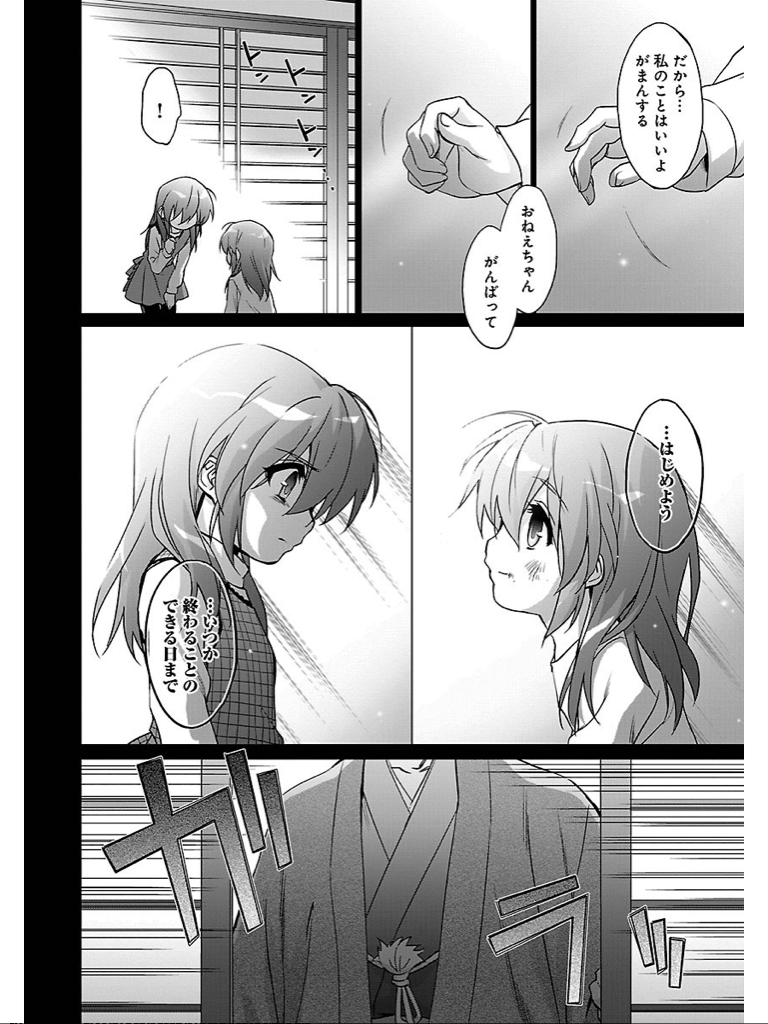 だから…
私のことはいいよ
がまんする
おねえちゃん
がんばって
トン
トン
トン
！
…はじめよう
…いつか
終わることの
できる日まで
ガラッ